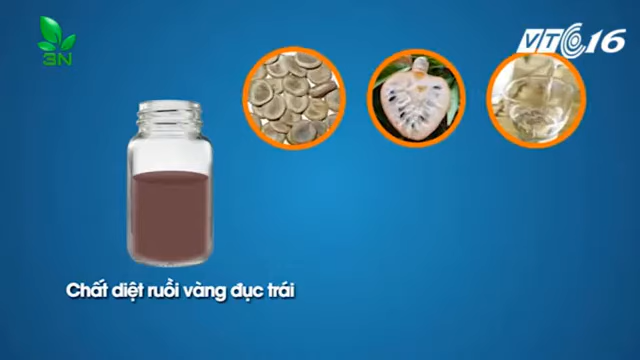 3N
VTC16
Chất diệt ruồi vàng đục trái